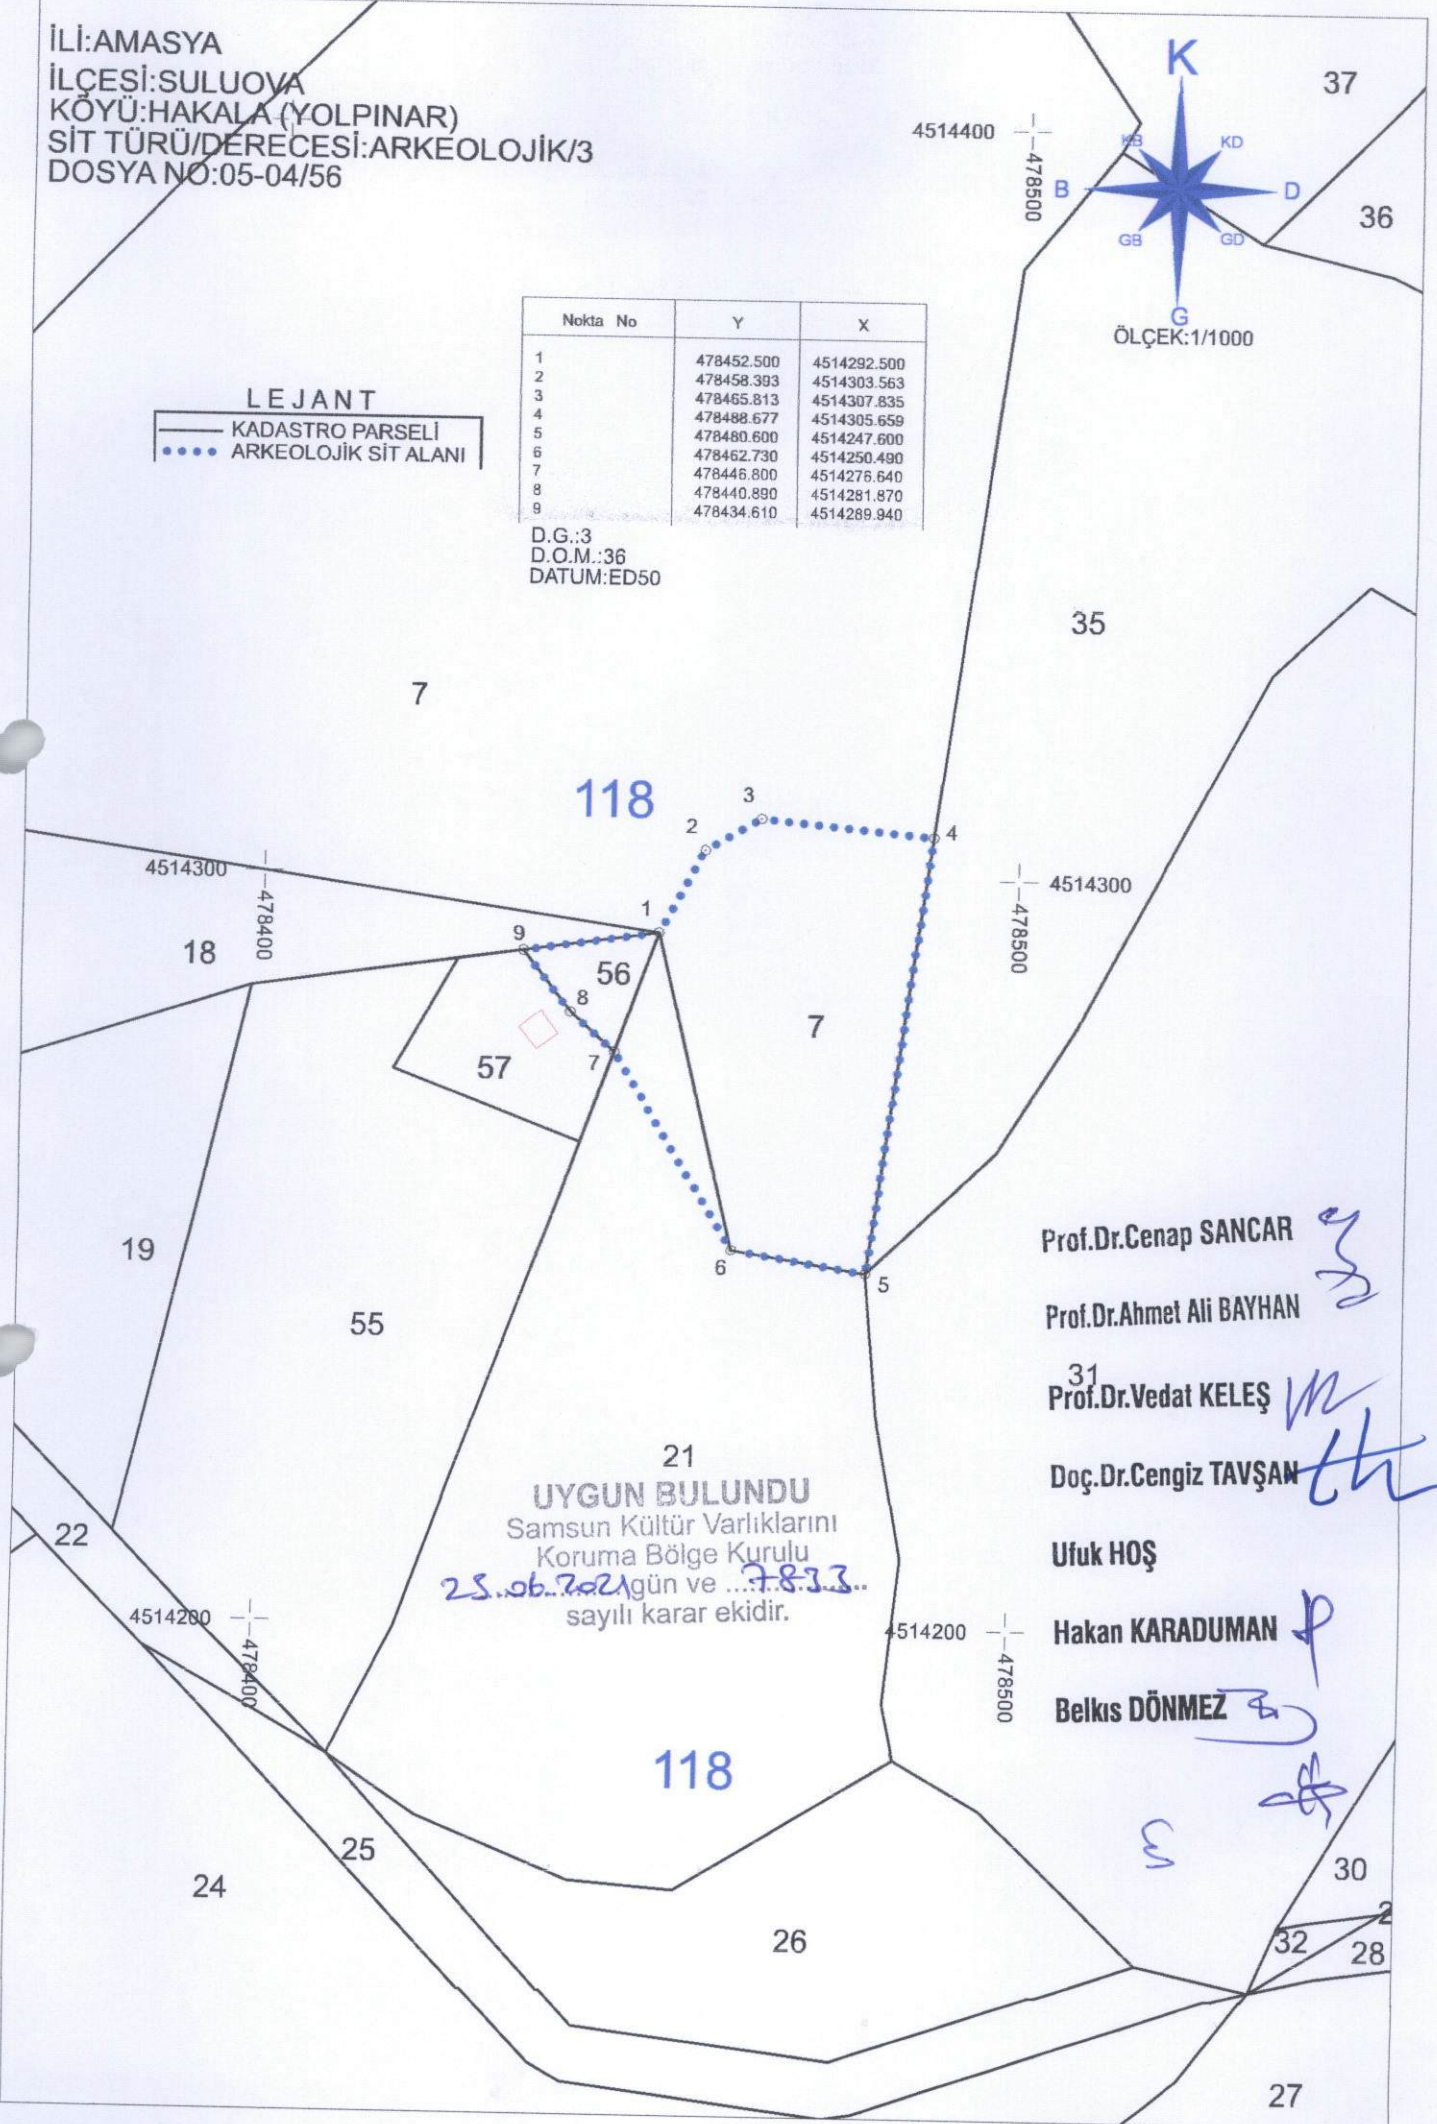 İLİ:AMASYA
İLÇESİ:SULUOVA
KÖYÜ:HAKALA (YOLPINAR)
SİT TÜRÜ/DERECESİ:ARKEOLOJİK/3
DOSYA NO:05-04/56
K
KB
KD
B
D
GB
GD
G
ÖLÇEK:1/1000
37
36
4514400
478500
Nokta No Y X
1 478452.500 4514292.500
2 478458.393 4514303.563
3 478465.813 4514307.835
4 478488.677 4514305.659
5 478480.600 4514247.600
6 478462.730 4514250.490
7 478446.800 4514276.640
8 478440.890 4514281.870
9 478434.610 4514289.940
D.G.:3
D.O.M.:36
DATUM:ED50
LEJANT
KADASTRO PARSELİ
ARKEOLOJİK SİT ALANI
35
7
118
3
2
4
4514300
478400
4514300
478500
1
9
18
56
8
7
7
57
6
5
19
55
Prof.Dr.Cenap SANCAR
Prof.Dr.Ahmet Ali BAYHAN
31
Prof.Dr.Vedat KELEŞ
Doç.Dr.Cengiz TAVŞAN
Ufuk HOŞ
Hakan KARADUMAN
Belkıs DÖNMEZ
21
UYGUN BULUNDU
Samsun Kültür Varlıklarını
Koruma Bölge Kurulu
25.06.2021 gün ve ...7833...
sayılı karar ekidir.
22
4514200
478400
4514200
478500
118
25
24
26
30
2
32
28
27